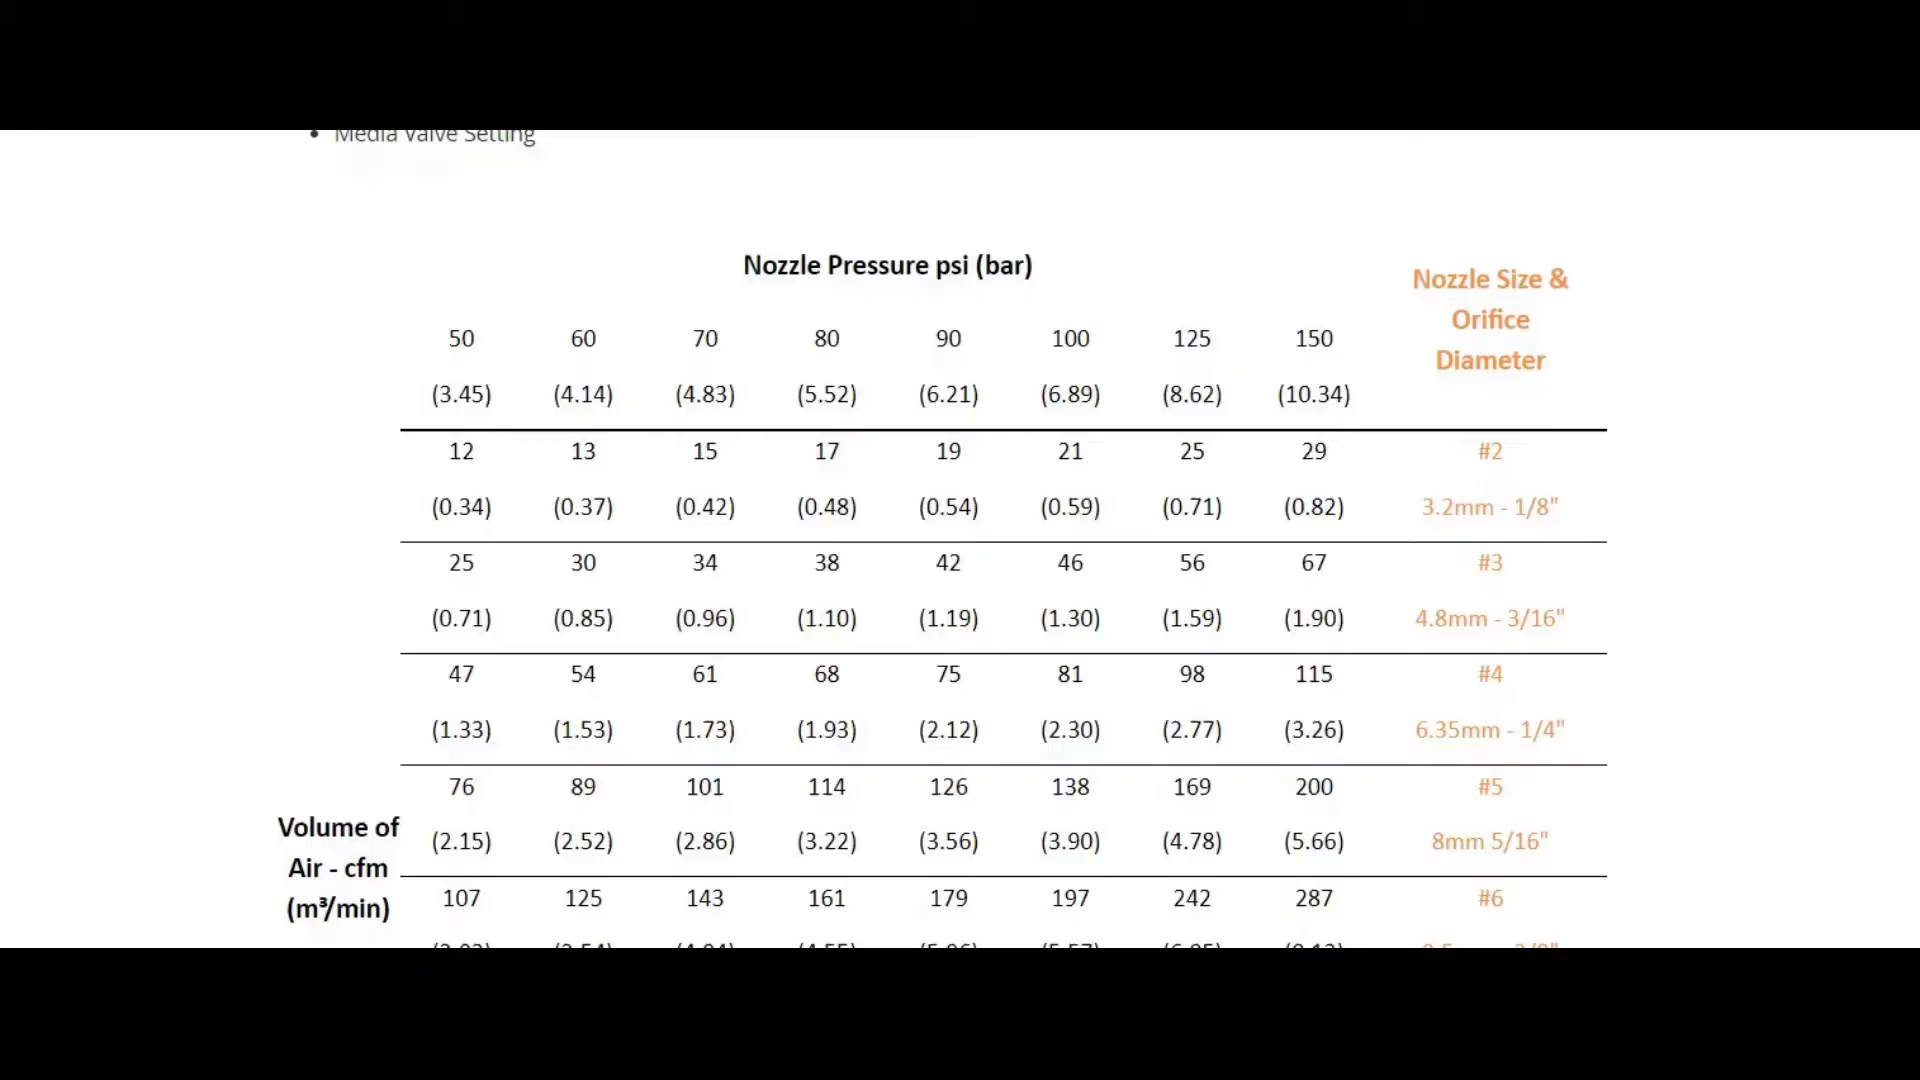 Media Valve Setting
Nozzle Pressure psi (bar)
Nozzle Size &
Orifice
Diameter
50 60 70 80 90 100 125 150
(3.45) (4.14) (4.83) (5.52) (6.21) (6.89) (8.62) (10.34)
12 13 15 17 19 21 25 29 #2
(0.34) (0.37) (0.42) (0.48) (0.54) (0.59) (0.71) (0.82) 3.2mm - 1/8"
25 30 34 38 42 46 56 67 #3
(0.71) (0.85) (0.96) (1.10) (1.19) (1.30) (1.59) (1.90) 4.8mm - 3/16"
47 54 61 68 75 81 98 115 #4
(1.33) (1.53) (1.73) (1.93) (2.12) (2.30) (2.77) (3.26) 6.35mm - 1/4"
76 89 101 114 126 138 169 200 #5
Volume of
Air - cfm
(m³/min)
(2.15) (2.52) (2.86) (3.22) (3.56) (3.90) (4.78) (5.66) 8mm 5/16"
107 125 143 161 179 197 242 287 #6